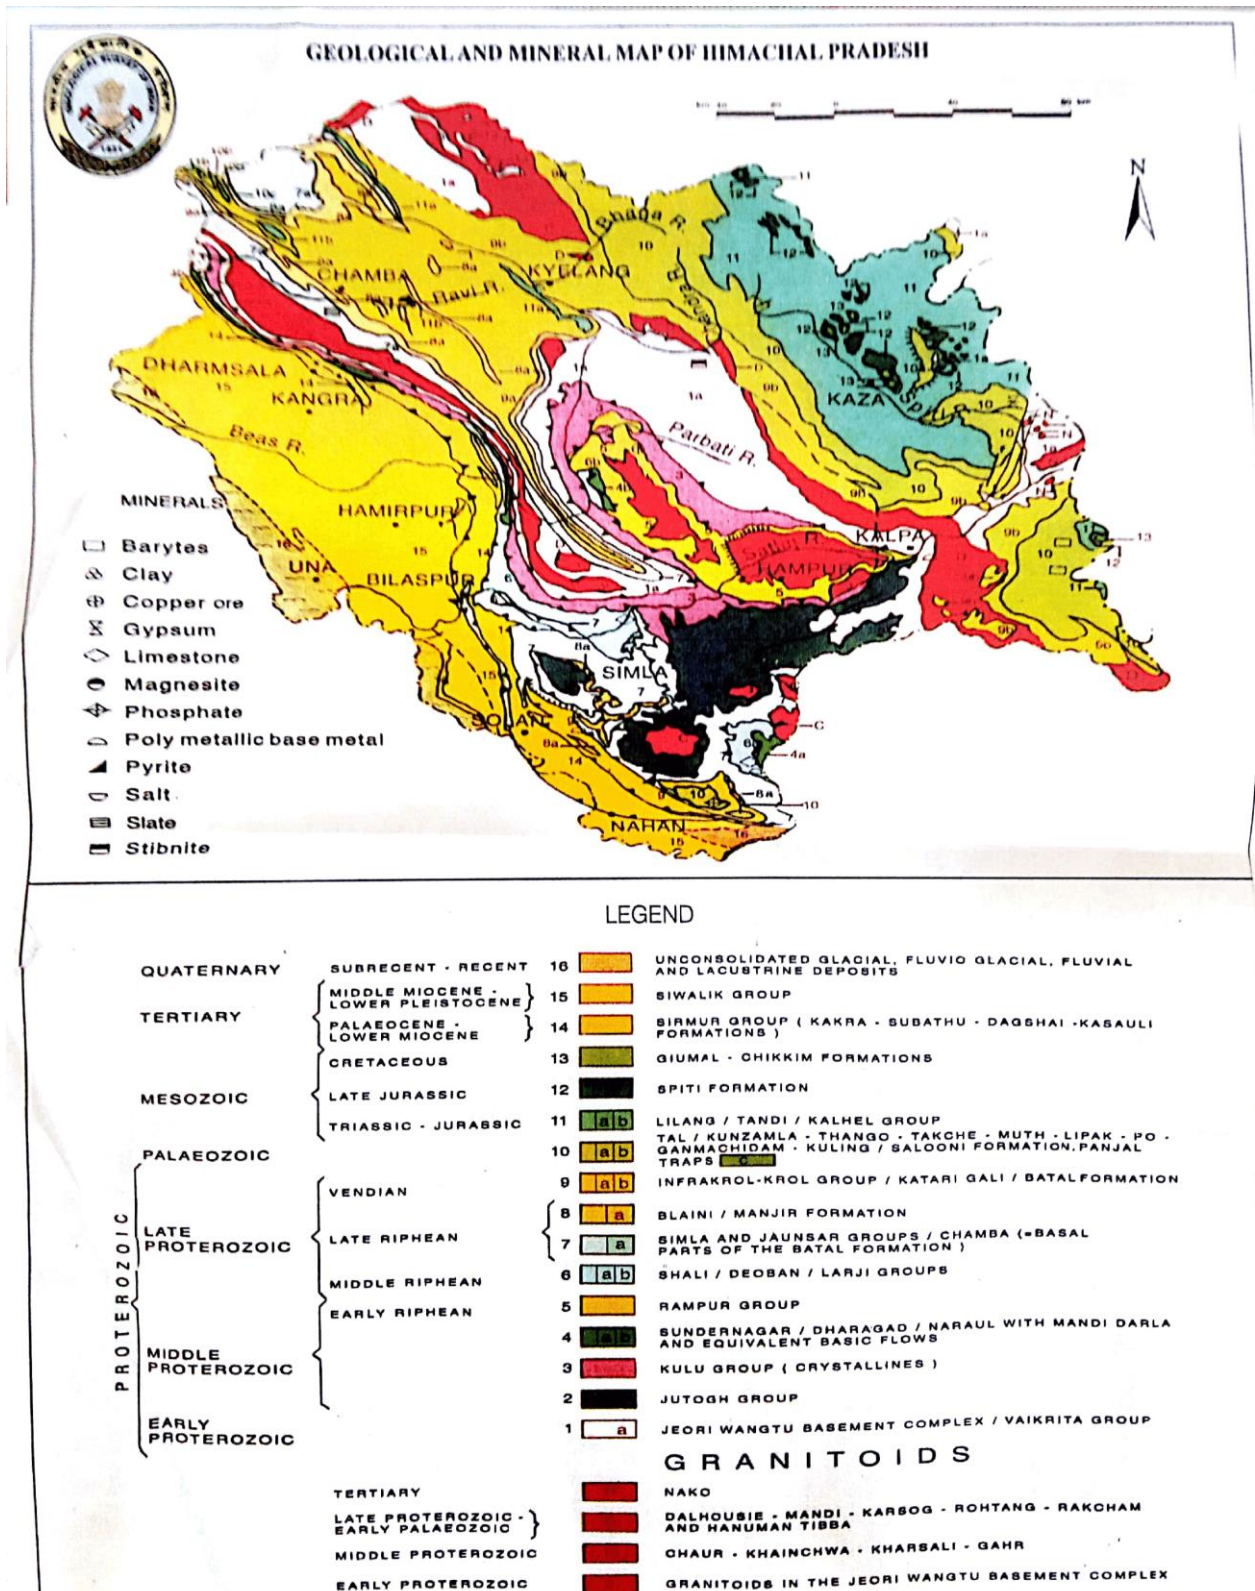 GEOLOGICAL AND MINERAL MAP OF HIMACHAL PRADESH
N
CHAMBA
Ravi R.
KYELANG
Bhaga R.
DHARMSALA
KANGRA
Beas R.
KAZA
Parbati R.
HAMIRPUR
KALPA
UNA
BILASPUR
SIMLA
NAHAN
MINERALS
Barytes
Clay
Copper ore
Gypsum
Limestone
Magnesite
Phosphate
Poly metallic base metal
Pyrite
Salt
Slate
Stibnite
LEGEND
QUATERNARY SUBRECENT - RECENT 16 UNCONSOLIDATED GLACIAL, FLUVIO GLACIAL, FLUVIAL
AND LACUSTRINE DEPOSITS
TERTIARY MIDDLE MIOCENE - LOWER PLEISTOCENE 15 SIWALIK GROUP
PALAEOCENE - LOWER MIOCENE 14 SIRMUR GROUP ( KAKRA - SUBATHU - DAGSHAI - KASAULI
FORMATIONS )
CRETACEOUS 13 GIUMAL - CHIKKIM FORMATIONS
MESOZOIC LATE JURASSIC 12 SPITI FORMATION
TRIASSIC - JURASSIC 11 a b LILANG / TANDI / KALHEL GROUP
PALAEOZOIC 10 a b TAL / KUNZAMLA - THANGO - TAKCHE - MUTH - LIPAK - PO -
GANMACHIDAM - KULING / SALOONI FORMATION, PANJAL
TRAPS C
VENDIAN 9 a b INFRAKROL-KROL GROUP / KATARI GALI / BATAL FORMATION
PROTEROZOIC
LATE PROTEROZOIC LATE RIPHEAN 8 a BLAINI / MANJIR FORMATION
7 a SIMLA AND JAUNSAR GROUPS / CHAMBA (=BASAL
PARTS OF THE BATAL FORMATION )
MIDDLE RIPHEAN 6 a b SHALI / DEOBAN / LARJI GROUPS
EARLY RIPHEAN 5 RAMPUR GROUP
4 a b SUNDERNAGAR / DHARAGAD / NARAUL WITH MANDI DARLA
AND EQUIVALENT BASIC FLOWS
MIDDLE PROTEROZOIC 3 KULU GROUP ( CRYSTALLINES )
2 JUTOGH GROUP
EARLY PROTEROZOIC 1 a JEORI WANGTU BASEMENT COMPLEX / VAIKRITA GROUP
GRANITOIDS
TERTIARY NAKO
LATE PROTEROZOIC - EARLY PALAEOZOIC DALHOUSIE - MANDI - KARSOG - ROHTANG - RAKCHAM
AND HANUMAN TIBBA
MIDDLE PROTEROZOIC CHAUR - KHAINCHWA - KHARSALI - GAHR
EARLY PROTEROZOIC GRANITOIDS IN THE JEORI WANGTU BASEMENT COMPLEX